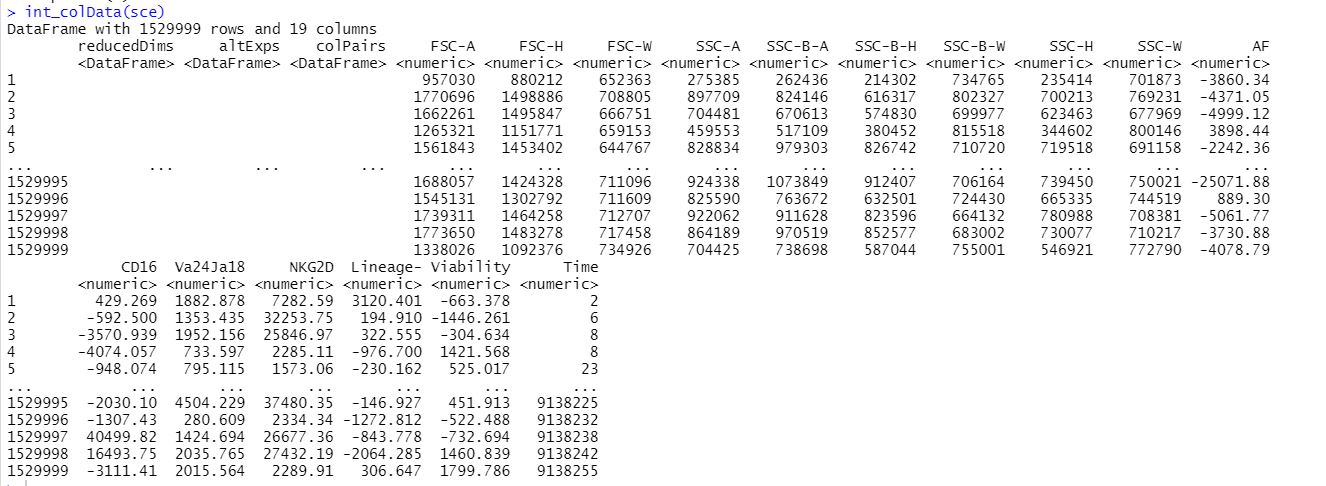 > int_colData(sce)
DataFrame with 1529999 rows and 19 columns
reducedDims altExps colPairs FSC-A FSC-H FSC-W SSC-A SSC-B-A SSC-B-H SSC-B-W SSC-H SSC-W AF
<DataFrame> <DataFrame> <DataFrame> <numeric> <numeric> <numeric> <numeric> <numeric> <numeric> <numeric> <numeric> <numeric> <numeric>
1 957030 880212 652363 275385 262436 214302 734765 235414 701873 -3860.34
2 1770696 1498886 708805 897709 824146 616317 802327 700213 769231 -4371.05
3 1662261 1495847 666751 704481 670613 574830 699977 623463 677969 -4999.12
4 1265321 1151771 659153 459553 517109 380452 815518 344602 800146 3898.44
5 1561843 1453402 644767 828834 979303 826742 710720 719518 691158 -2242.36
... ... ... ... ... ... ... ... ... ... ... ... ... ...
1529995 1688057 1424328 711096 924338 1073849 912407 706164 739450 750021 -25071.88
1529996 1545131 1302792 711609 825590 763672 632501 724430 665335 744519 889.30
1529997 1739311 1464258 712707 922062 911628 823596 664132 780988 708381 -5061.77
1529998 1773650 1483278 717458 864189 970519 852577 683002 730077 710217 -3730.88
1529999 1338026 1092376 734926 704425 738698 587044 755001 546921 772790 -4078.79
CD16 Va24Ja18 NKG2D Lineage- Viability Time
<numeric> <numeric> <numeric> <numeric> <numeric> <numeric>
1 429.269 1882.878 7282.59 3120.401 -663.378 2
2 -592.500 1353.435 32253.75 194.910 -1446.261 6
3 -3570.939 1952.156 25846.97 322.555 -304.634 8
4 -4074.057 733.597 2285.11 -976.700 1421.568 8
5 -948.074 795.115 1573.06 -230.162 525.017 23
... ... ... ... ... ... ...
1529995 -2030.10 4504.229 37480.35 -146.927 451.913 9138225
1529996 -1307.43 280.609 2334.34 -1272.812 -522.488 9138232
1529997 40499.82 1424.694 26677.36 -843.778 -732.694 9138238
1529998 16493.75 2035.765 27432.19 -2064.285 1460.839 9138242
1529999 -3111.41 2015.564 2289.91 306.647 1799.786 9138255